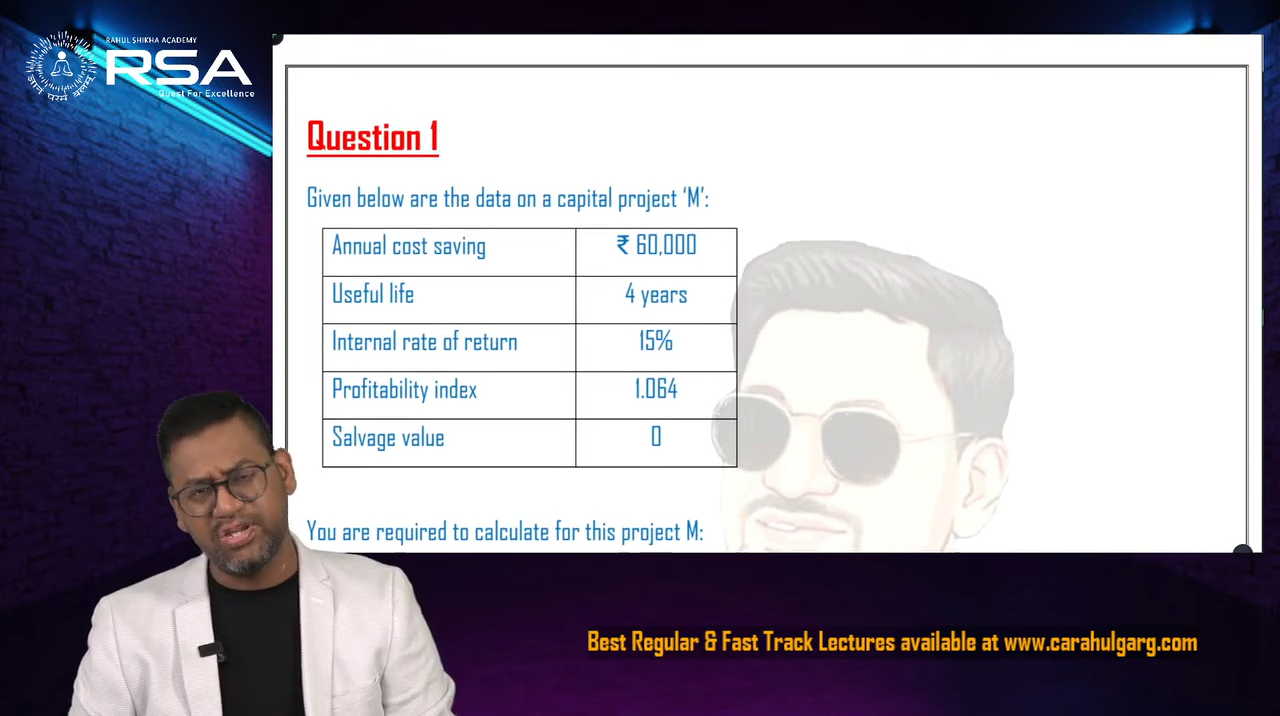 RAHUL SHIKHA ACADEMY
RSA
Quest For Excellence
ज्ञानं परमं बलम्
Question 1
Given below are the data on a capital project ‘M’:
Annual cost saving ₹ 60,000
Useful life 4 years
Internal rate of return 15%
Profitability index 1.064
Salvage value 0
You are required to calculate for this project M:
Best Regular & Fast Track Lectures available at www.carahulgarg.com